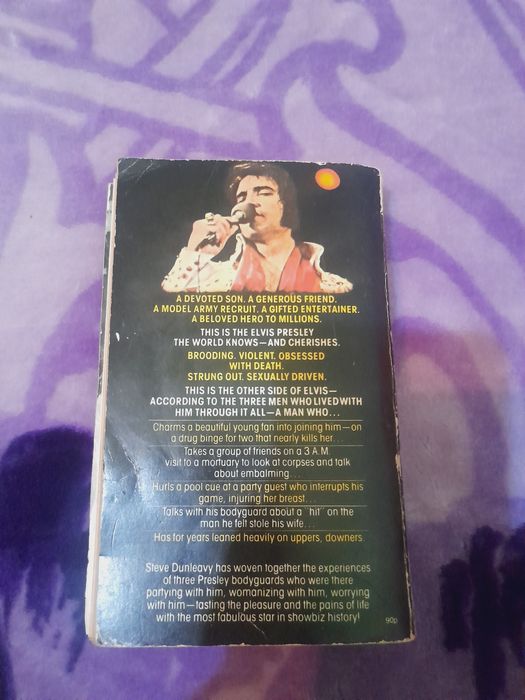 A DEVOTED SON. A GENEROUS FRIEND.
A MODEL ARMY RECRUIT. A GIFTED ENTERTAINER.
A BELOVED HERO TO MILLIONS.
THIS IS THE ELVIS PRESLEY
THE WORLD KNOWS—AND CHERISHES.
BROODING. VIOLENT. OBSESSED
WITH DEATH.
STRUNG OUT. SEXUALLY DRIVEN.
THIS IS THE OTHER SIDE OF ELVIS—
ACCORDING TO THE THREE MEN WHO LIVED WITH
HIM THROUGH IT ALL—A MAN WHO...
Charms a beautiful young fan into joining him—on
a drug binge for two that nearly kills her...
Takes a group of friends on a 3 A.M.
visit to a mortuary to look at corpses and talk
about embalming...
Hurls a pool cue at a party guest who interrupts his
game, injuring her breast...
Talks with his bodyguard about a "hit" on the
man he felt stole his wife...
Has for years leaned heavily on uppers, downers.
Steve Dunleavy has woven together the experiences
of three Presley bodyguards who were there
partying with him, womanizing with him, worrying
with him—tasting the pleasure and the pains of life
with the most fabulous star in showbiz history!
90p